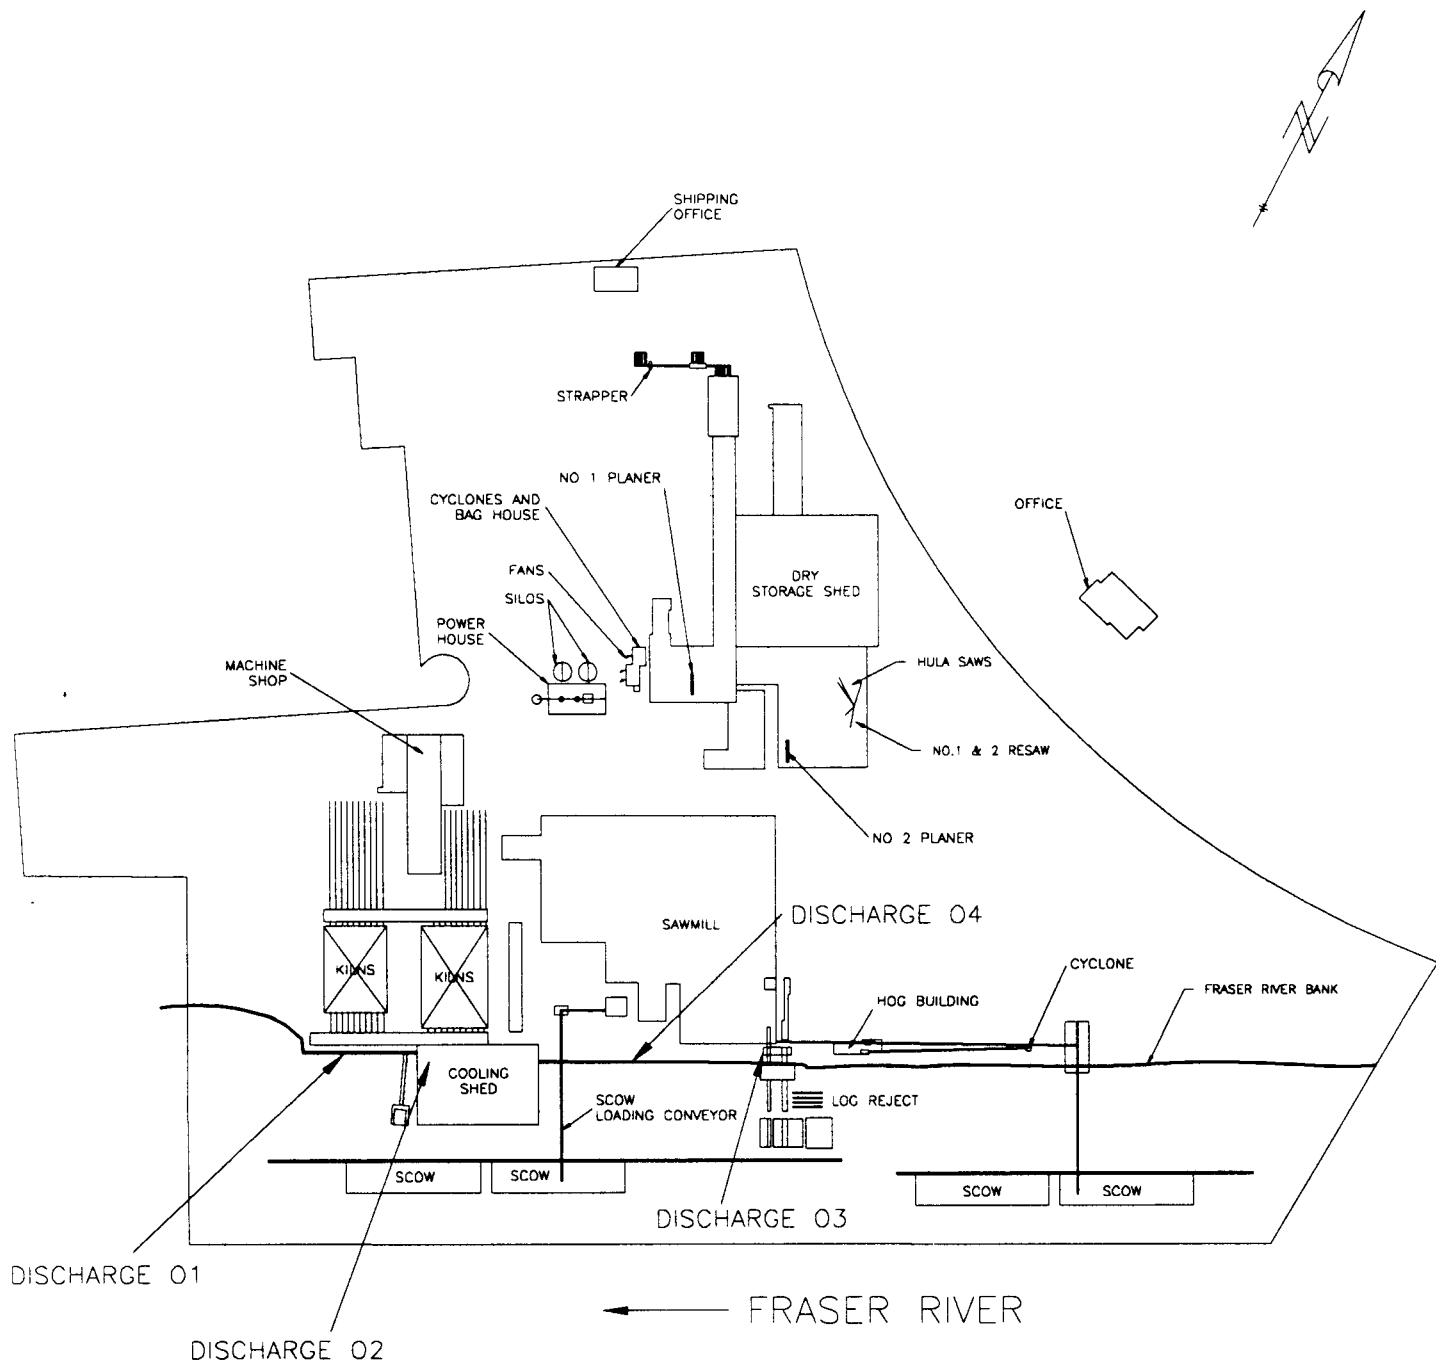 N
SHIPPING
OFFICE
STRAPPER
NO 1 PLANER
CYCLONES AND
BAG HOUSE
OFFICE
FANS
DRY
STORAGE SHED
SILOS
POWER
HOUSE
MACHINE
SHOP
HULA SAWS
NO.1 & 2 RESAW
NO 2 PLANER
SAWMILL
DISCHARGE 04
KILNS
KILNS
CYCLONE
HOG BUILDING
FRASER RIVER BANK
COOLING
SHED
SCOW
LOADING CONVEYOR
LOG REJECT
SCOW
SCOW
SCOW
SCOW
DISCHARGE 03
DISCHARGE 01
FRASER RIVER
DISCHARGE 02